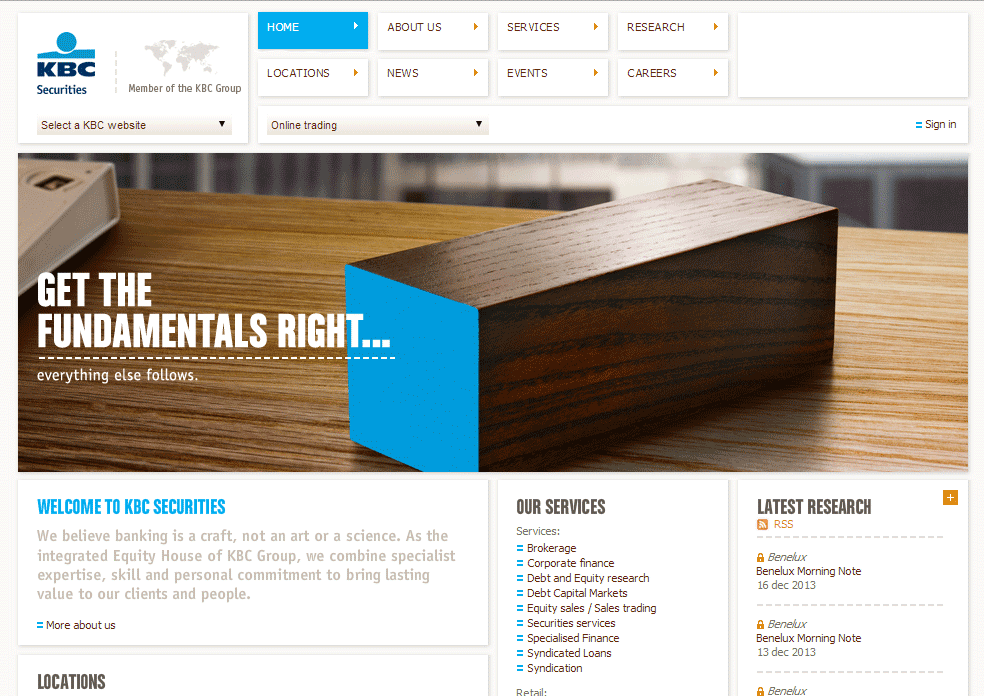 KBC
Securities
Member of the KBC Group
Select a KBC website
HOME
ABOUT US
SERVICES
RESEARCH
LOCATIONS
NEWS
EVENTS
CAREERS
Online trading
Sign in
GET THE
FUNDAMENTALS RIGHT...
everything else follows.
WELCOME TO KBC SECURITIES
We believe banking is a craft, not an art or a science. As the
integrated Equity House of KBC Group, we combine specialist
expertise, skill and personal commitment to bring lasting
value to our clients and people.
More about us
LOCATIONS
OUR SERVICES
Services:
Brokerage
Corporate finance
Debt and Equity research
Debt Capital Markets
Equity sales / Sales trading
Securities services
Specialised Finance
Syndicated Loans
Syndication
Retail:
LATEST RESEARCH
+
RSS
Benelux
Benelux Morning Note
16 dec 2013
Benelux
Benelux Morning Note
13 dec 2013
Benelux